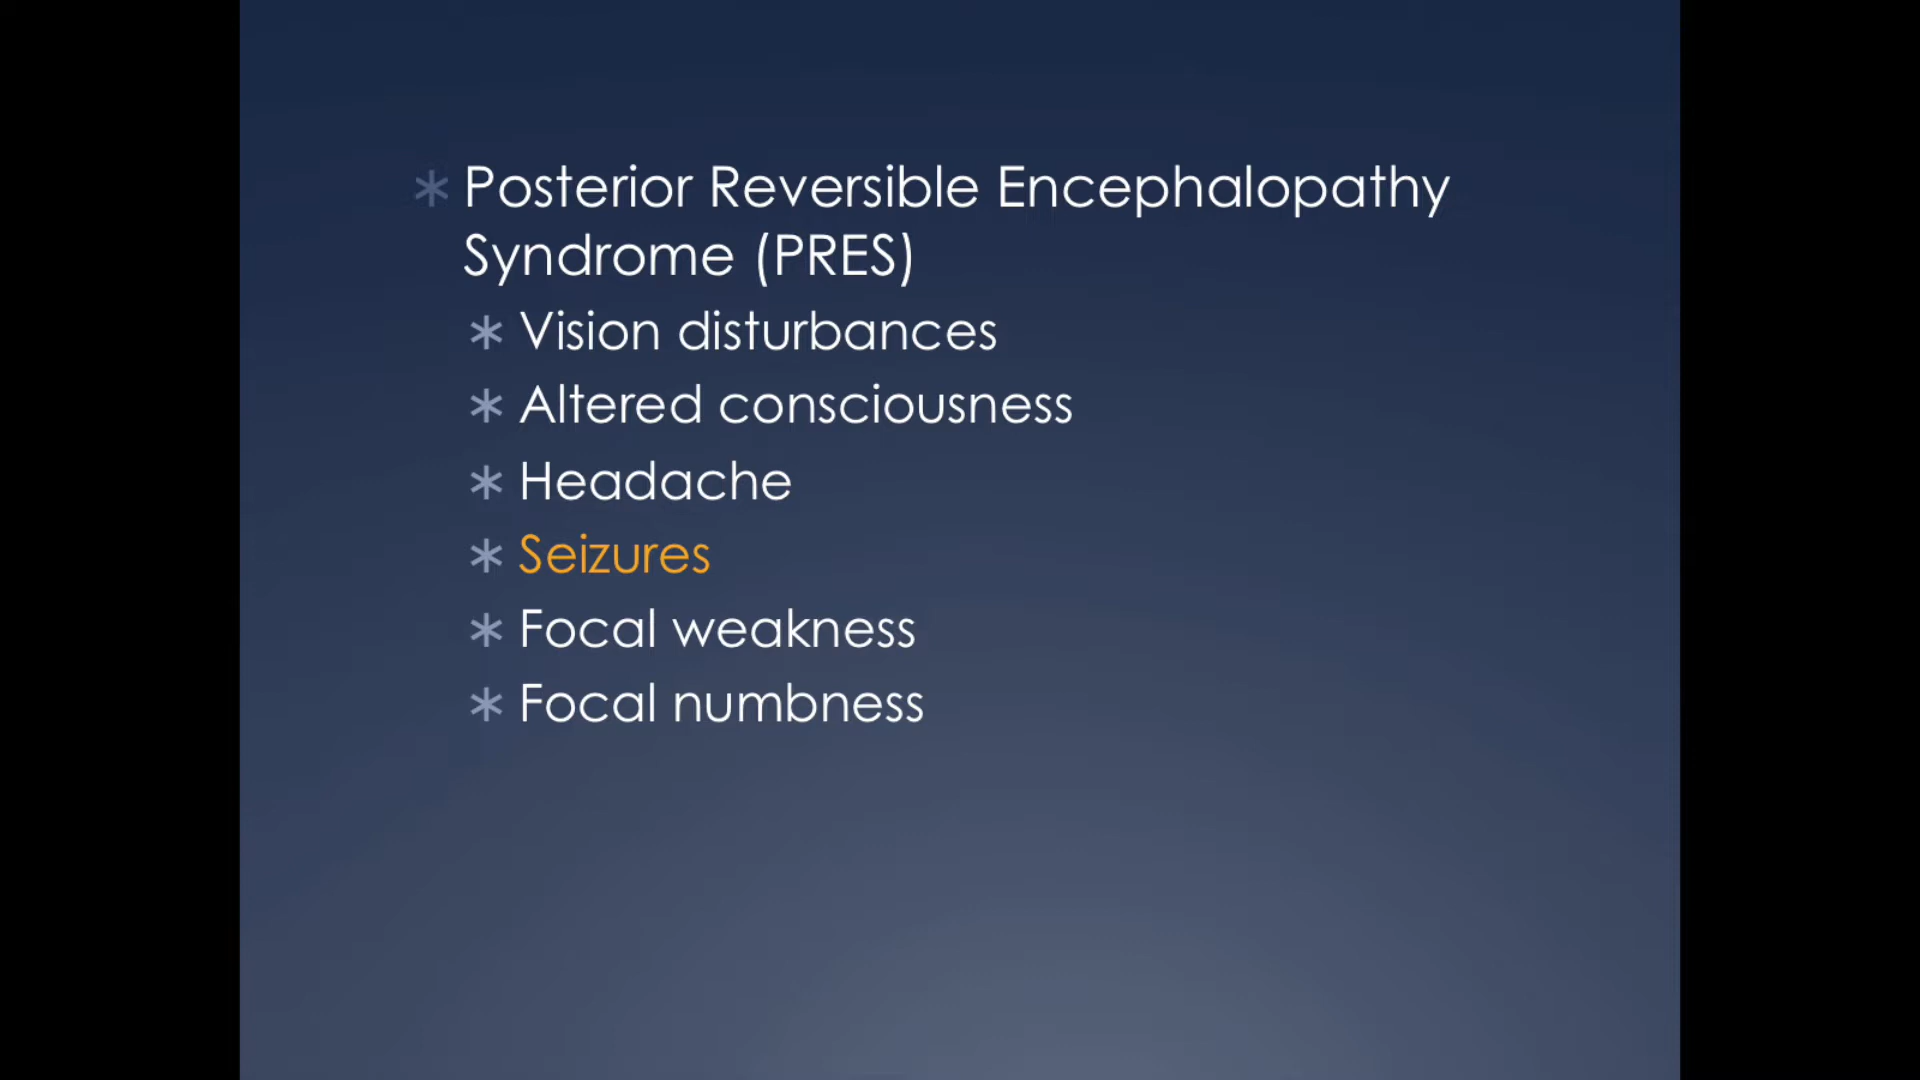 * Posterior Reversible Encephalopathy
Syndrome (PRES)
* Vision disturbances
* Altered consciousness
* Headache
* Seizures
* Focal weakness
* Focal numbness